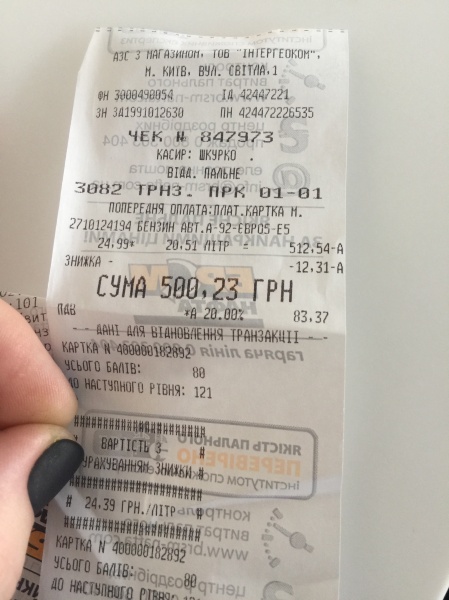 АЗС З МАГАЗИНОМ, ТОВ "ІНТЕРГЕОКОМ",
М. КИЇВ, ВУЛ. СВІТЛА,1
ФН 3000490054 ІД 42447221
ЗН ЗД1991012630 ПН 424472226535
ЧЕК N 847973
КАСИР: ШКУРКО
ВІДД. ПАЛЬНЕ
3082 ТРНЗ. ПРК 01-01
ПОПЕРЕДНЯ ОПЛАТА:ПЛАТ.КАРТКА М.
2710124194 БЕНЗИН АВТ.А-92-ЄВРО5-Е5
24,99* 20,51 ЛІТР = 512,54-А
ЗНИЖКА - -12,31-А
СУМА 500,23 ГРН
ПДВ *А 20.00% 83,37
ДАНІ ДЛЯ ВІДНОВЛЕННЯ ТРАНЗАКЦІЇ
КАРТКА N 400000182892
УСЬОГО БАЛІВ: 80
ДО НАСТУПНОГО РІВНЯ: 121
#######################
ВАРТІСТЬ З
УРАХУВАННЯМ ЗНИЖКИ #
#######################
# 24,39 ГРН./ЛІТР #
#######################
КАРТКА N 400000182892
УСЬОГО БАЛІВ: 80
ДО НАСТУПНОГО РІВНЯ: 121